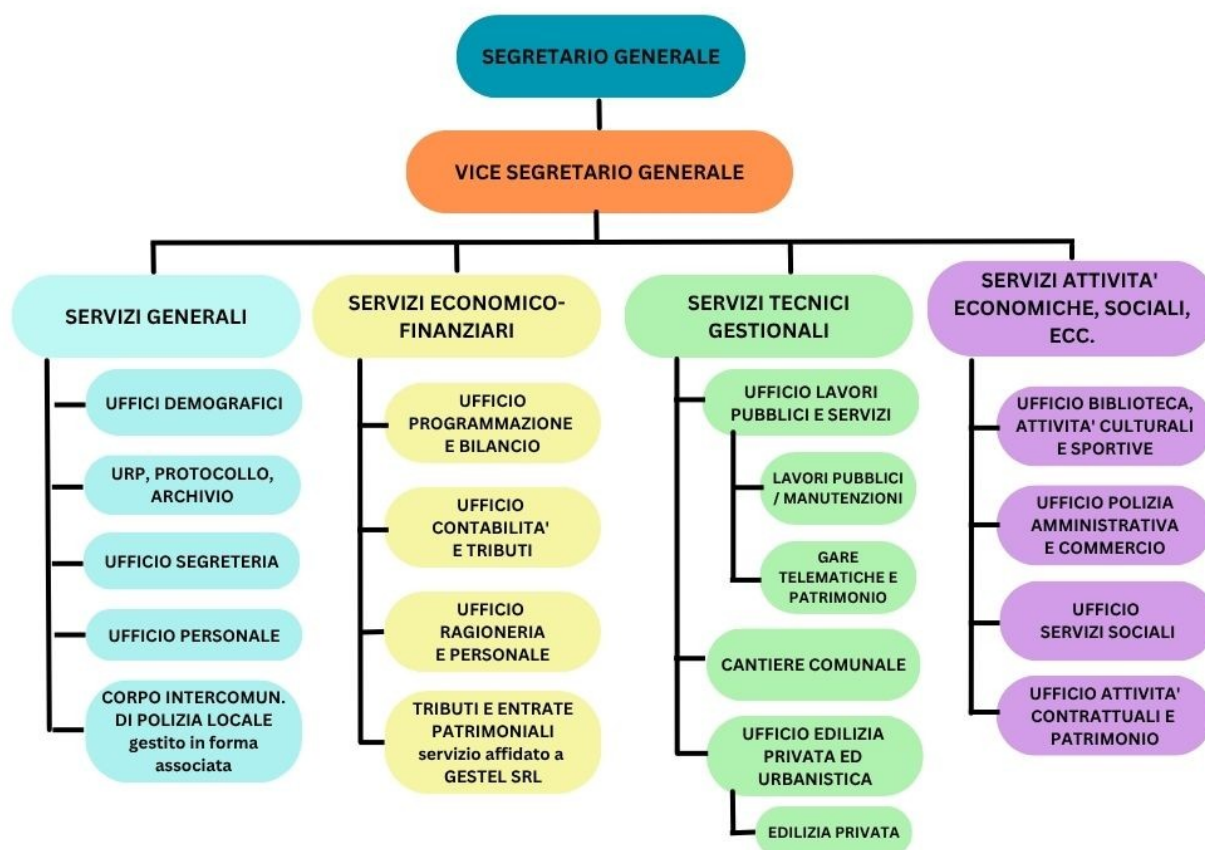 SEGRETARIO GENERALE
VICE SEGRETARIO GENERALE
SERVIZI GENERALI
UFFICI DEMOGRAFICI
URP, PROTOCOLLO,
ARCHIVIO
UFFICIO SEGRETERIA
UFFICIO PERSONALE
CORPO INTERCOMUN.
DI POLIZIA LOCALE
gestito in forma
associata
SERVIZI ECONOMICO-
FINANZIARI
UFFICIO
PROGRAMMAZIONE
E BILANCIO
UFFICIO
CONTABILITA'
E TRIBUTI
UFFICIO
RAGIONERIA
E PERSONALE
TRIBUTI E ENTRATE
PATRIMONIALI
servizio affidato a
GESTEL SRL
SERVIZI TECNICI
GESTIONALI
UFFICIO LAVORI
PUBBLICI E SERVIZI
LAVORI PUBBLICI
/ MANUTENZIONI
GARE
TELEMATICHE E
PATRIMONIO
CANTIERE COMUNALE
UFFICIO EDILIZIA
PRIVATA ED
URBANISTICA
EDILIZIA PRIVATA
SERVIZI ATTIVITA'
ECONOMICHE, SOCIALI,
ECC.
UFFICIO BIBLIOTECA,
ATTIVITA' CULTURALI
E SPORTIVE
UFFICIO POLIZIA
AMMINISTRATIVA
E COMMERCIO
UFFICIO
SERVIZI SOCIALI
UFFICIO ATTIVITA'
CONTRATTUALI E
PATRIMONIO